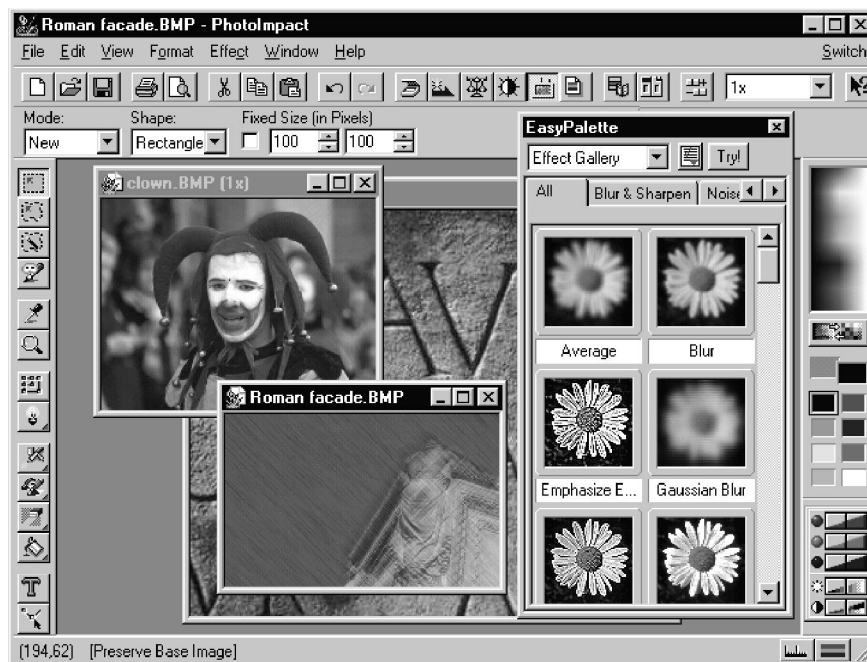 Roman facade.BMP - PhotoImpact
File Edit View Format Effect Window Help Switch
1x
Mode: Shape: Fixed Size (in Pixels)
New Rectangle 100 100
EasyPalette
Effect Gallery Try!
All Blur & Sharpen Noise
clown.BMP (1x)
Average Blur
Roman facade.BMP
Emphasize E... Gaussian Blur
T
(194,62) [Preserve Base Image]